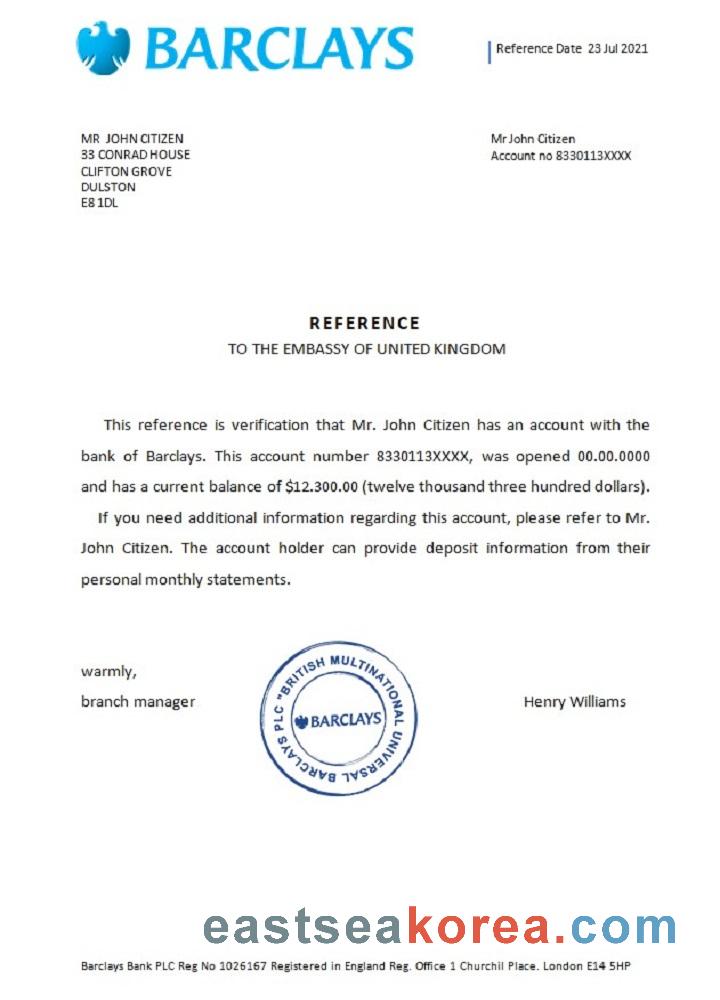 BARCLAYS
Reference Date 23 Jul 2021
MR JOHN CITIZEN
33 CONRAD HOUSE
CLIFTON GROVE
DULSTON
E8 1DL
Mr John Citizen
Account no 8330113XXXX
REFERENCE
TO THE EMBASSY OF UNITED KINGDOM
This reference is verification that Mr. John Citizen has an account with the
bank of Barclays. This account number 8330113XXXX, was opened 00.00.0000
and has a current balance of $12.300.00 (twelve thousand three hundred dollars).
If you need additional information regarding this account, please refer to Mr.
John Citizen. The account holder can provide deposit information from their
personal monthly statements.
warmly,
branch manager
BARCLAYS PLC "BRITISH MULTINATIONAL UNIVERSAL
BARCLAYS
Henry Williams
eastseakorea.com
Barclays Bank PLC Reg No 1026167 Registered in England Reg. Office 1 Churchil Place. London E14 5HP